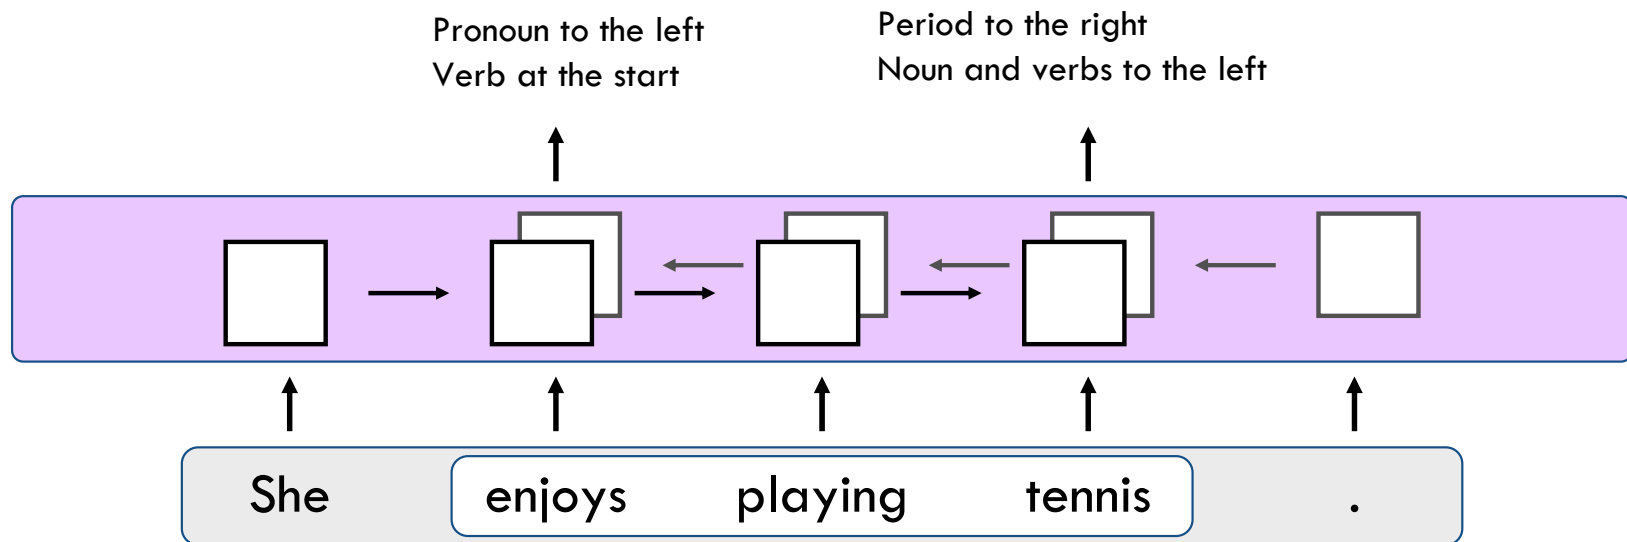 Pronoun to the left
Verb at the start
Period to the right
Noun and verbs to the left
She enjoys playing tennis .